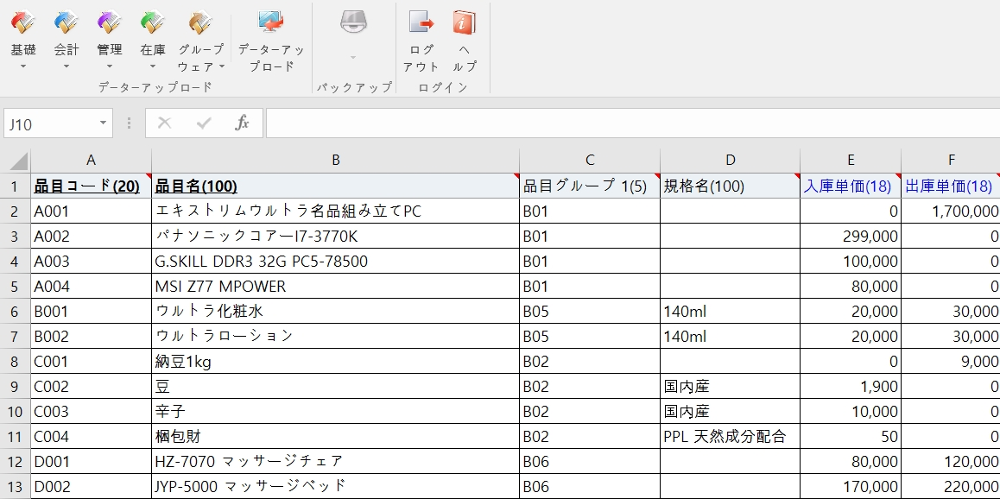 基礎 会計 管理 在庫 グループ データーアッ ログ ヘ
ウェア プロード アウト ルプ
データーアップロード バックアップ ログイン
J10 fx
A B C D E F
1 品目コード(20) 品目名(100) 品目グループ 1(5) 規格名(100) 入庫単価(18) 出庫単価(18)
2 A001 エキストリムウルトラ名品組み立てPC B01 0 1,700,000
3 A002 パナソニックコアーI7-3770K B01 299,000 0
4 A003 G.SKILL DDR3 32G PC5-78500 B01 100,000 0
5 A004 MSI Z77 MPOWER B01 80,000 0
6 B001 ウルトラ化粧水 B05 140ml 20,000 30,000
7 B002 ウルトラローション B05 140ml 20,000 30,000
8 C001 納豆1kg B02 0 9,000
9 C002 豆 B02 国内産 1,900 0
10 C003 辛子 B02 国内産 10,000 0
11 C004 梱包財 B02 PPL 天然成分配合 50 0
12 D001 HZ-7070 マッサージチェア B06 80,000 120,000
13 D002 JYP-5000 マッサージベッド B06 170,000 220,000